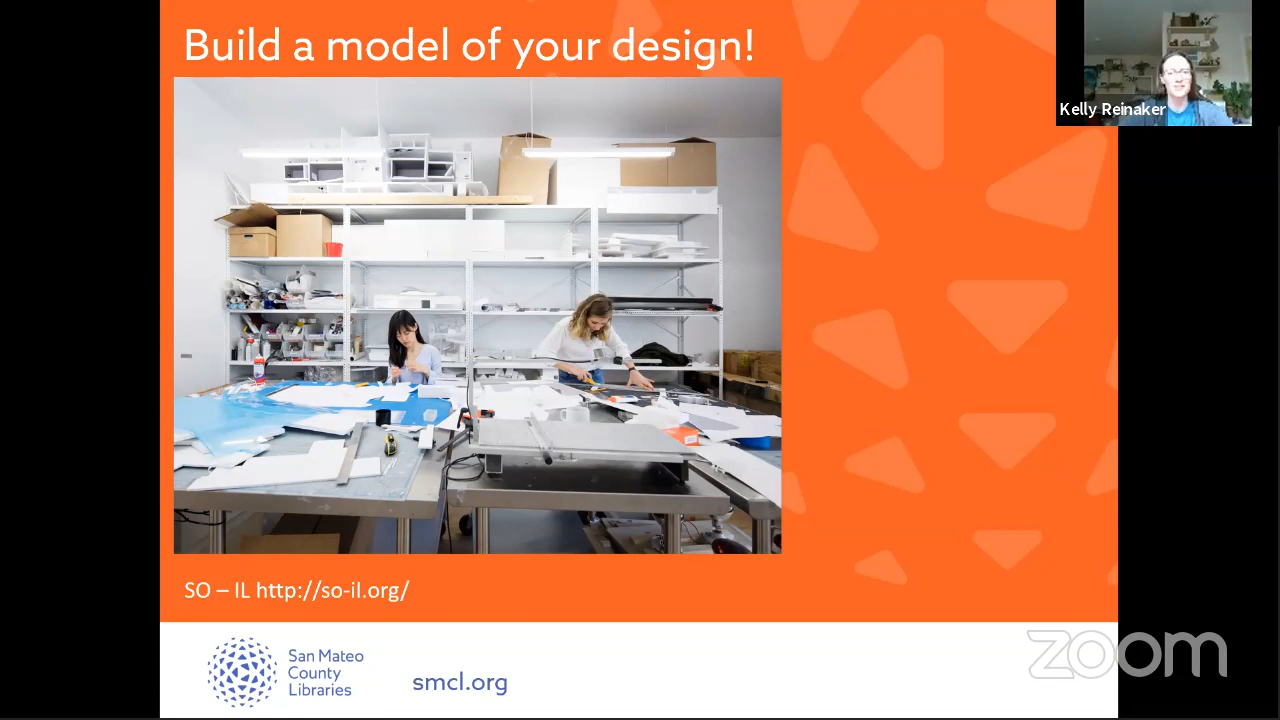 Build a model of your design!
Kelly Reinaker
SO – IL http://so-il.org/
San Mateo
County
Libraries
smcl.org
zoom